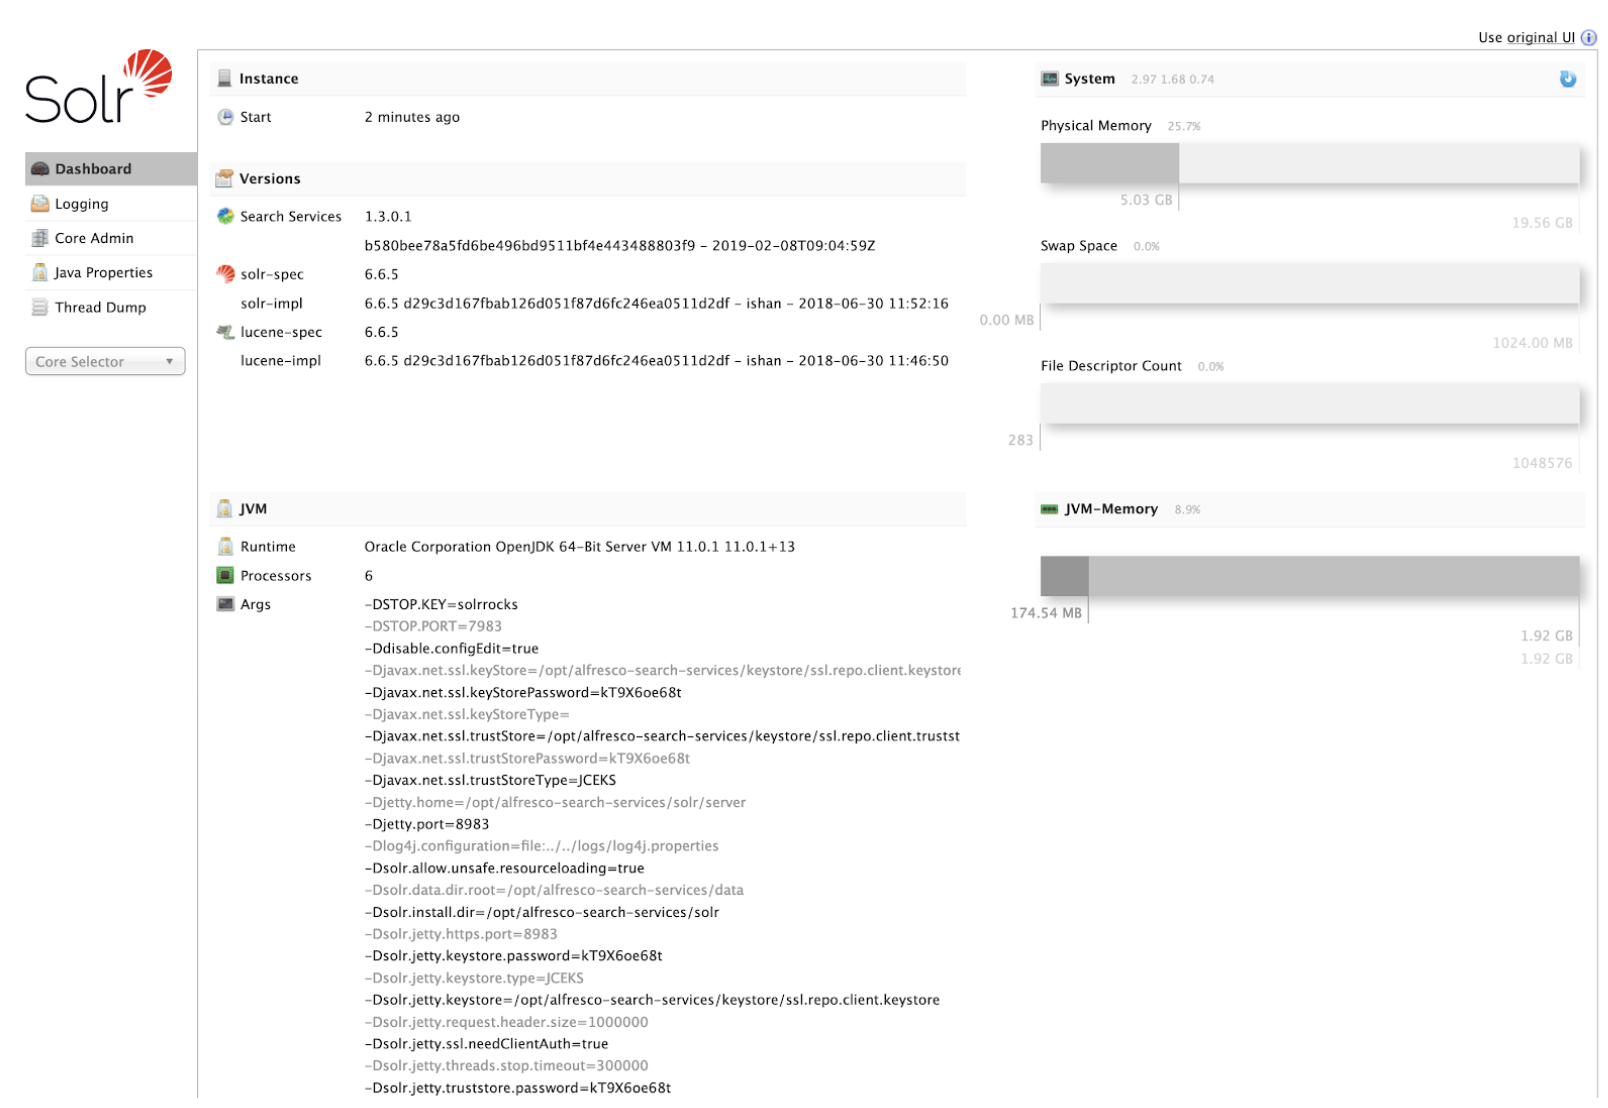 Use original UI
Solr
Dashboard
Logging
Core Admin
Java Properties
Thread Dump
Core Selector
Instance
Start 2 minutes ago
Versions
Search Services 1.3.0.1
b580bee78a5fd6be496bd9511bf4e443488803f9 - 2019-02-08T09:04:59Z
solr-spec 6.6.5
solr-impl 6.6.5 d29c3d167fbab126d051f87d6fc246ea0511d2df - ishan - 2018-06-30 11:52:16
lucene-spec 6.6.5
lucene-impl 6.6.5 d29c3d167fbab126d051f87d6fc246ea0511d2df - ishan - 2018-06-30 11:46:50
System 2.97 1.68 0.74
Physical Memory 25.7%
5.03 GB
19.56 GB
Swap Space 0.0%
0.00 MB
1024.00 MB
File Descriptor Count 0.0%
283
1048576
JVM
Runtime Oracle Corporation OpenJDK 64-Bit Server VM 11.0.1 11.0.1+13
Processors 6
Args -DSTOP.KEY=solrrocks
-DSTOP.PORT=7983
-Ddisable.configEdit=true
-Djavax.net.ssl.keyStore=/opt/alfresco-search-services/keystore/ssl.repo.client.keystore
-Djavax.net.ssl.keyStorePassword=kT9X6oe68t
-Djavax.net.ssl.keyStoreType=
-Djavax.net.ssl.trustStore=/opt/alfresco-search-services/keystore/ssl.repo.client.trustst
-Djavax.net.ssl.trustStorePassword=kT9X6oe68t
-Djavax.net.ssl.trustStoreType=JCEKS
-Djetty.home=/opt/alfresco-search-services/solr/server
-Djetty.port=8983
-Dlog4j.configuration=file:../../logs/log4j.properties
-Dsolr.allow.unsafe.resourceloading=true
-Dsolr.data.dir.root=/opt/alfresco-search-services/data
-Dsolr.install.dir=/opt/alfresco-search-services/solr
-Dsolr.jetty.https.port=8983
-Dsolr.jetty.keystore.password=kT9X6oe68t
-Dsolr.jetty.keystore.type=JCEKS
-Dsolr.jetty.keystore=/opt/alfresco-search-services/keystore/ssl.repo.client.keystore
-Dsolr.jetty.request.header.size=1000000
-Dsolr.jetty.ssl.needClientAuth=true
-Dsolr.jetty.threads.stop.timeout=300000
-Dsolr.jetty.truststore.password=kT9X6oe68t
JVM-Memory 8.9%
174.54 MB
1.92 GB
1.92 GB